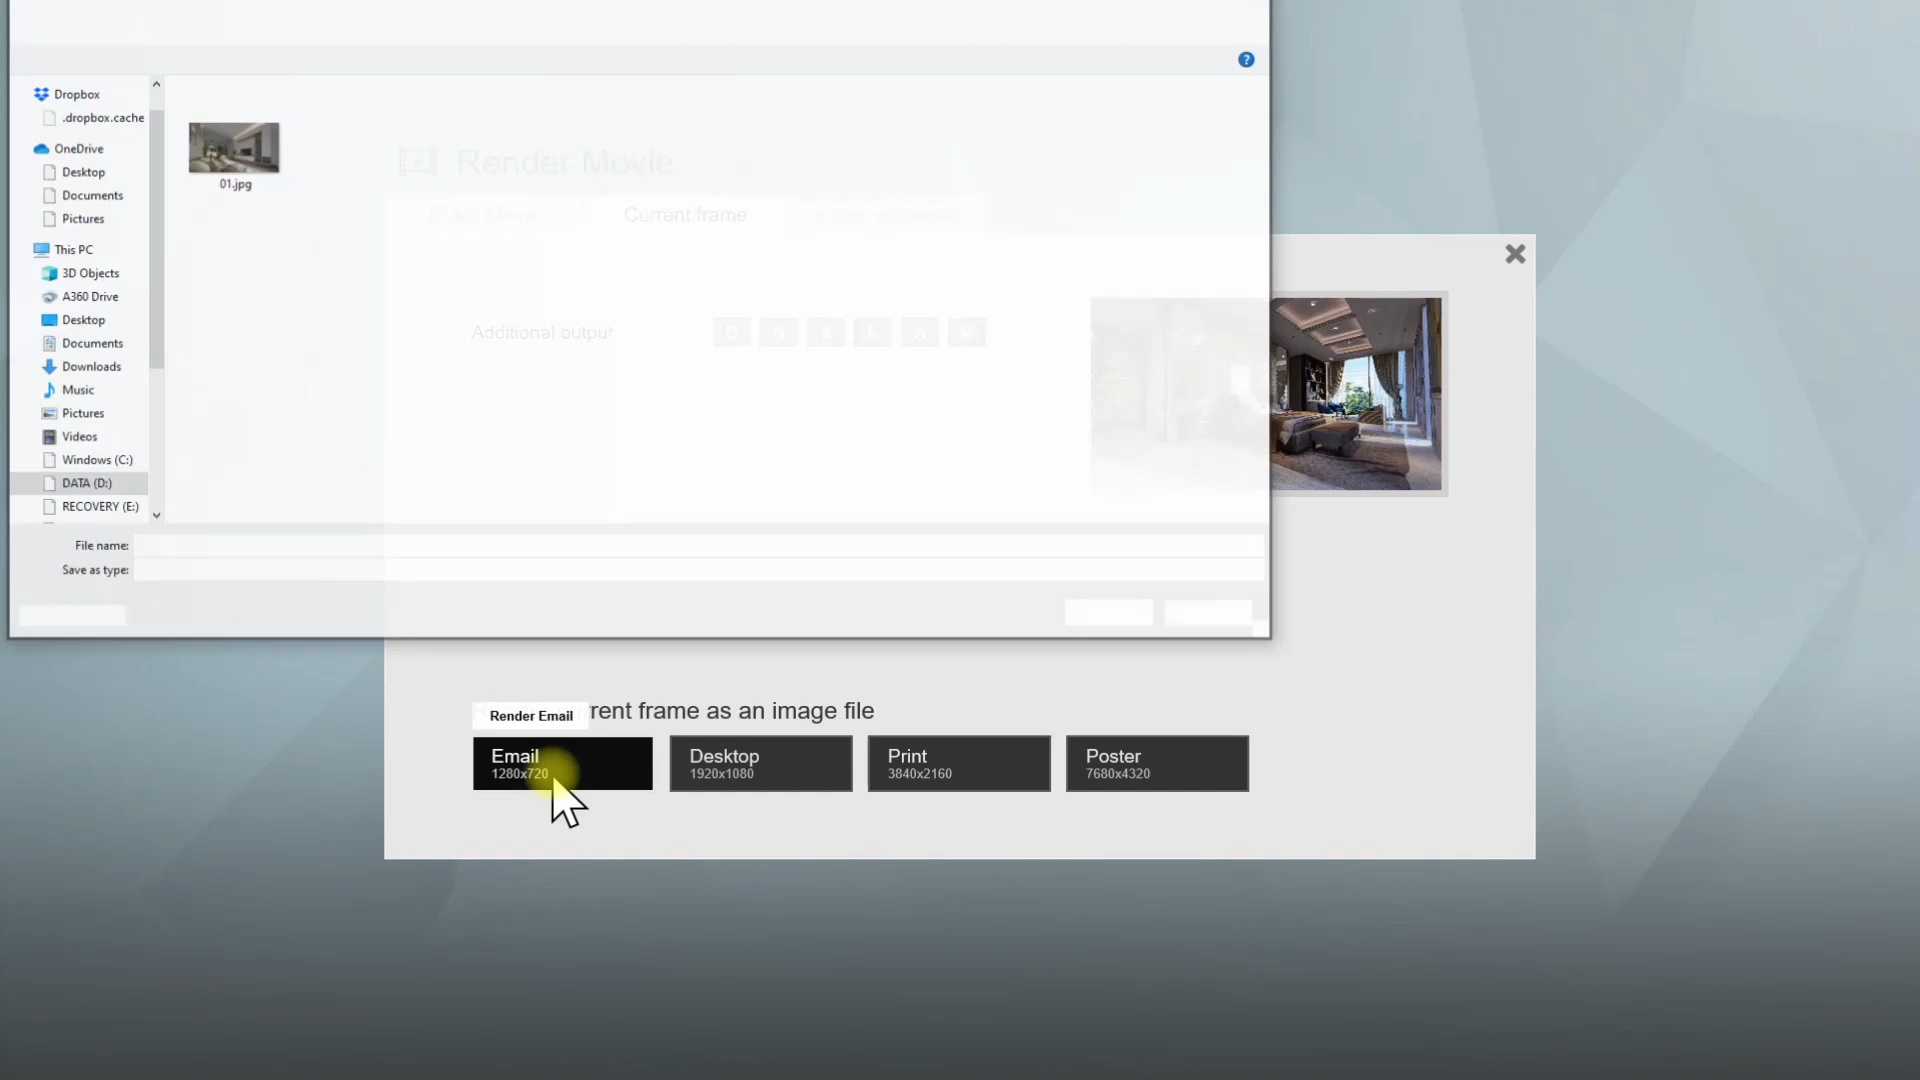 Dropbox
.dropbox.cache
OneDrive
Desktop
Documents
Pictures
This PC
3D Objects
A360 Drive
Desktop
Documents
Downloads
Music
Pictures
Videos
Windows (C:)
DATA (D:)
RECOVERY (E:)
01.jpg
?
Render Movie
Current frame
Additional output
File name:
Save as type:
rent frame as an image file
Render Email
Email
1280x720
Desktop
1920x1080
Print
3840x2160
Poster
7680x4320